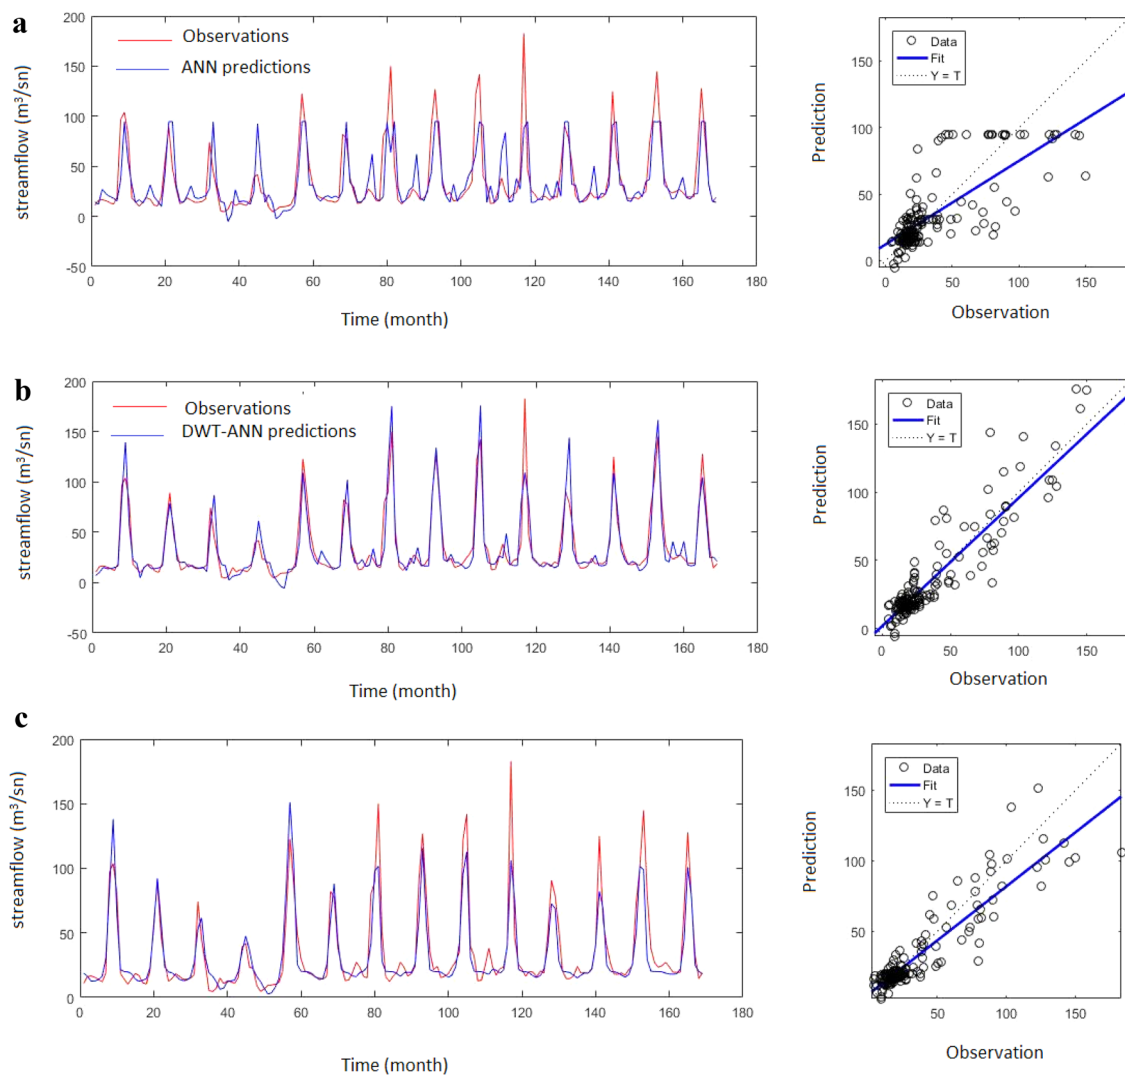 a
200
150
100
50
0
-50
0 20 40 60 80 100 120 140 160 180
streamflow (m³/sn)
Time (month)
Observations
ANN predictions
Data
Fit
Y = T
150
100
50
0
0 50 100 150
Prediction
Observation
b
200
150
100
50
0
-50
0 20 40 60 80 100 120 140 160 180
streamflow (m³/sn)
Time (month)
Observations
DWT-ANN predictions
Data
Fit
Y = T
150
100
50
0
0 50 100 150
Prediction
Observation
c
200
150
100
50
0
0 20 40 60 80 100 120 140 160 180
streamflow (m³/sn)
Time (month)
Data
Fit
Y = T
150
100
50
50 100 150
Prediction
Observation